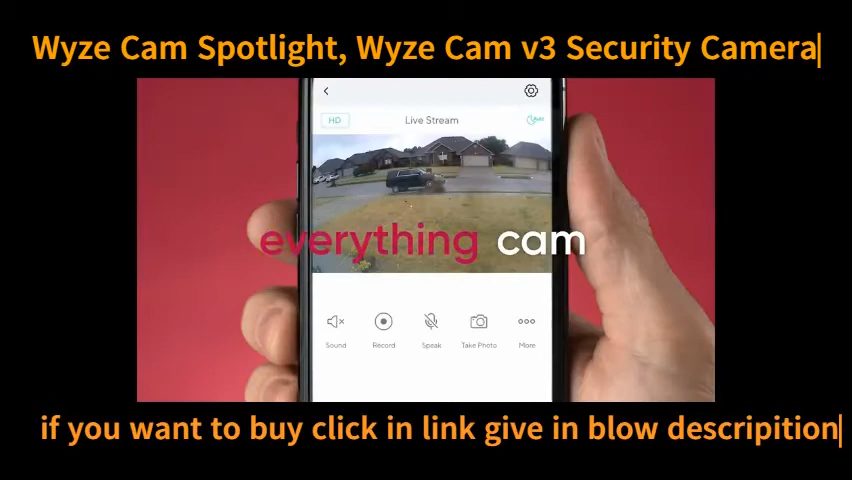 Wyze Cam Spotlight, Wyze Cam v3 Security Camera
HD
Live Stream
Auto
everything cam
Sound
Record
Speak
Take Photo
More
if you want to buy click in link give in blow descripition